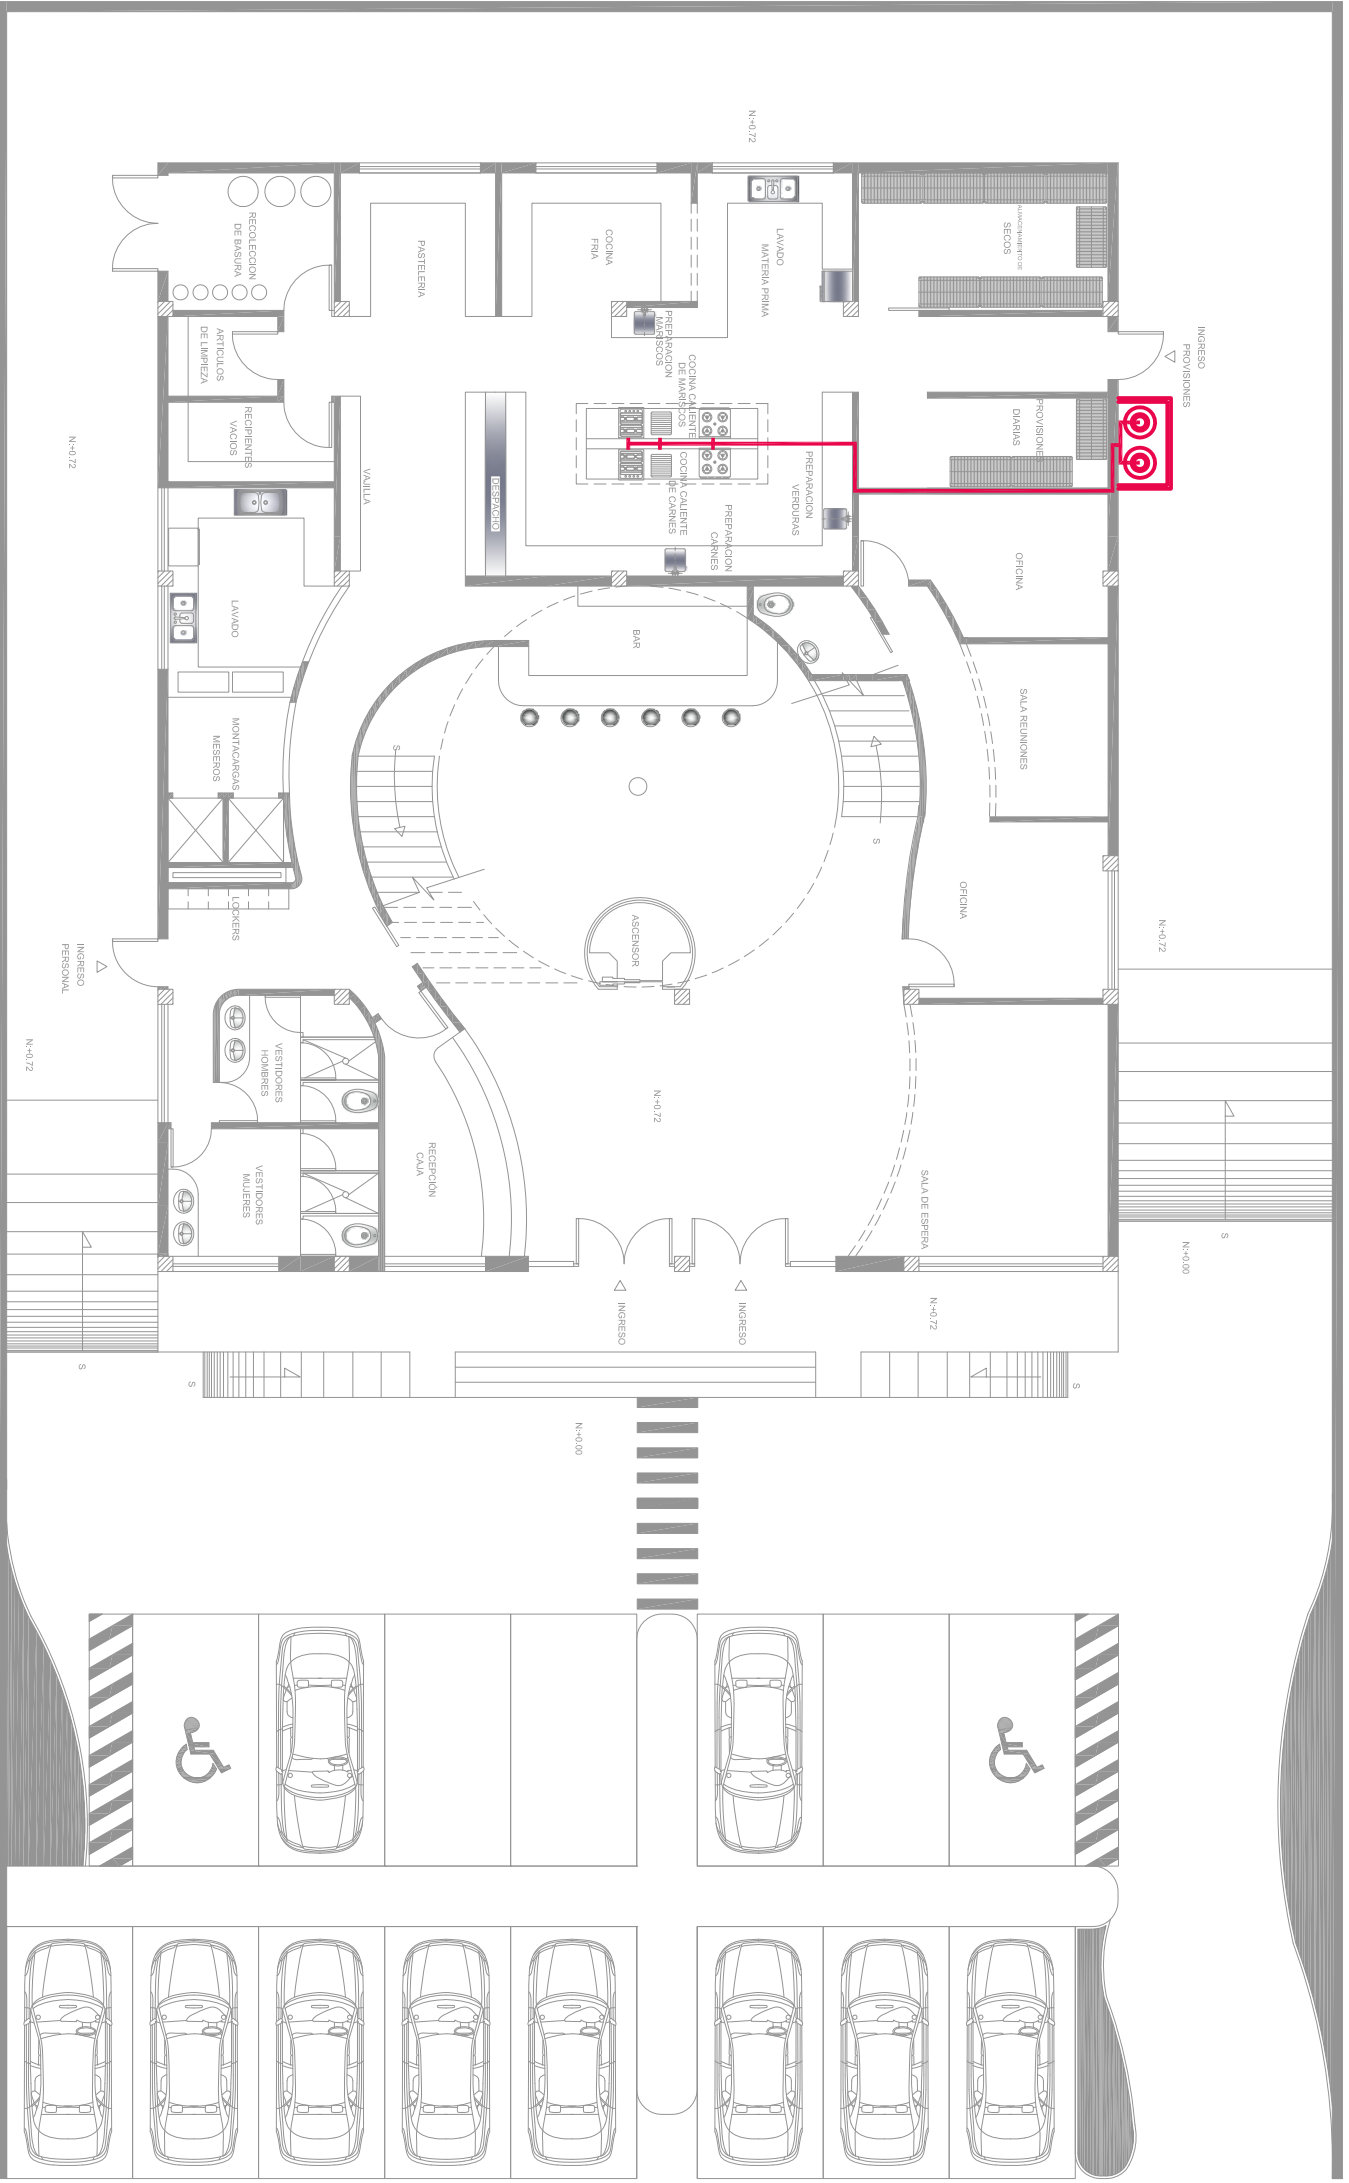 N:+0.72
RECOLECCION
DE BASURA
PASTELERIA
COCINA
FRIA
LAVADO
MATERIA PRIMA
ALMACENAMIENTO DE
SECOS
ARTICULOS
DE LIMPIEZA
PREPARACION
MARISCOS
INGRESO
PROVISIONES
COCINA CALIENTE
DE MARISCOS
PROVISIONES
DIARIAS
RECIPIENTES
VACIOS
N:+0.72
VAJILLA
DESPACHO
COCINA CALIENTE
DE CARNES
PREPARACION
VERDURAS
PREPARACION
CARNES
OFICINA
LAVADO
BAR
SALA REUNIONES
MONTACARGAS
MESEROS
S
S
LOCKERS
ASCENSOR
OFICINA
N:+0.72
INGRESO
PERSONAL
N:+0.72
VESTIDORES
HOMBRES
N:+0.72
VESTIDORES
MUJERES
RECEPCIÓN
CAJA
SALA DE ESPERA
S
N:+0.00
INGRESO
INGRESO
N:+0.72
S
S
S
N:+0.00